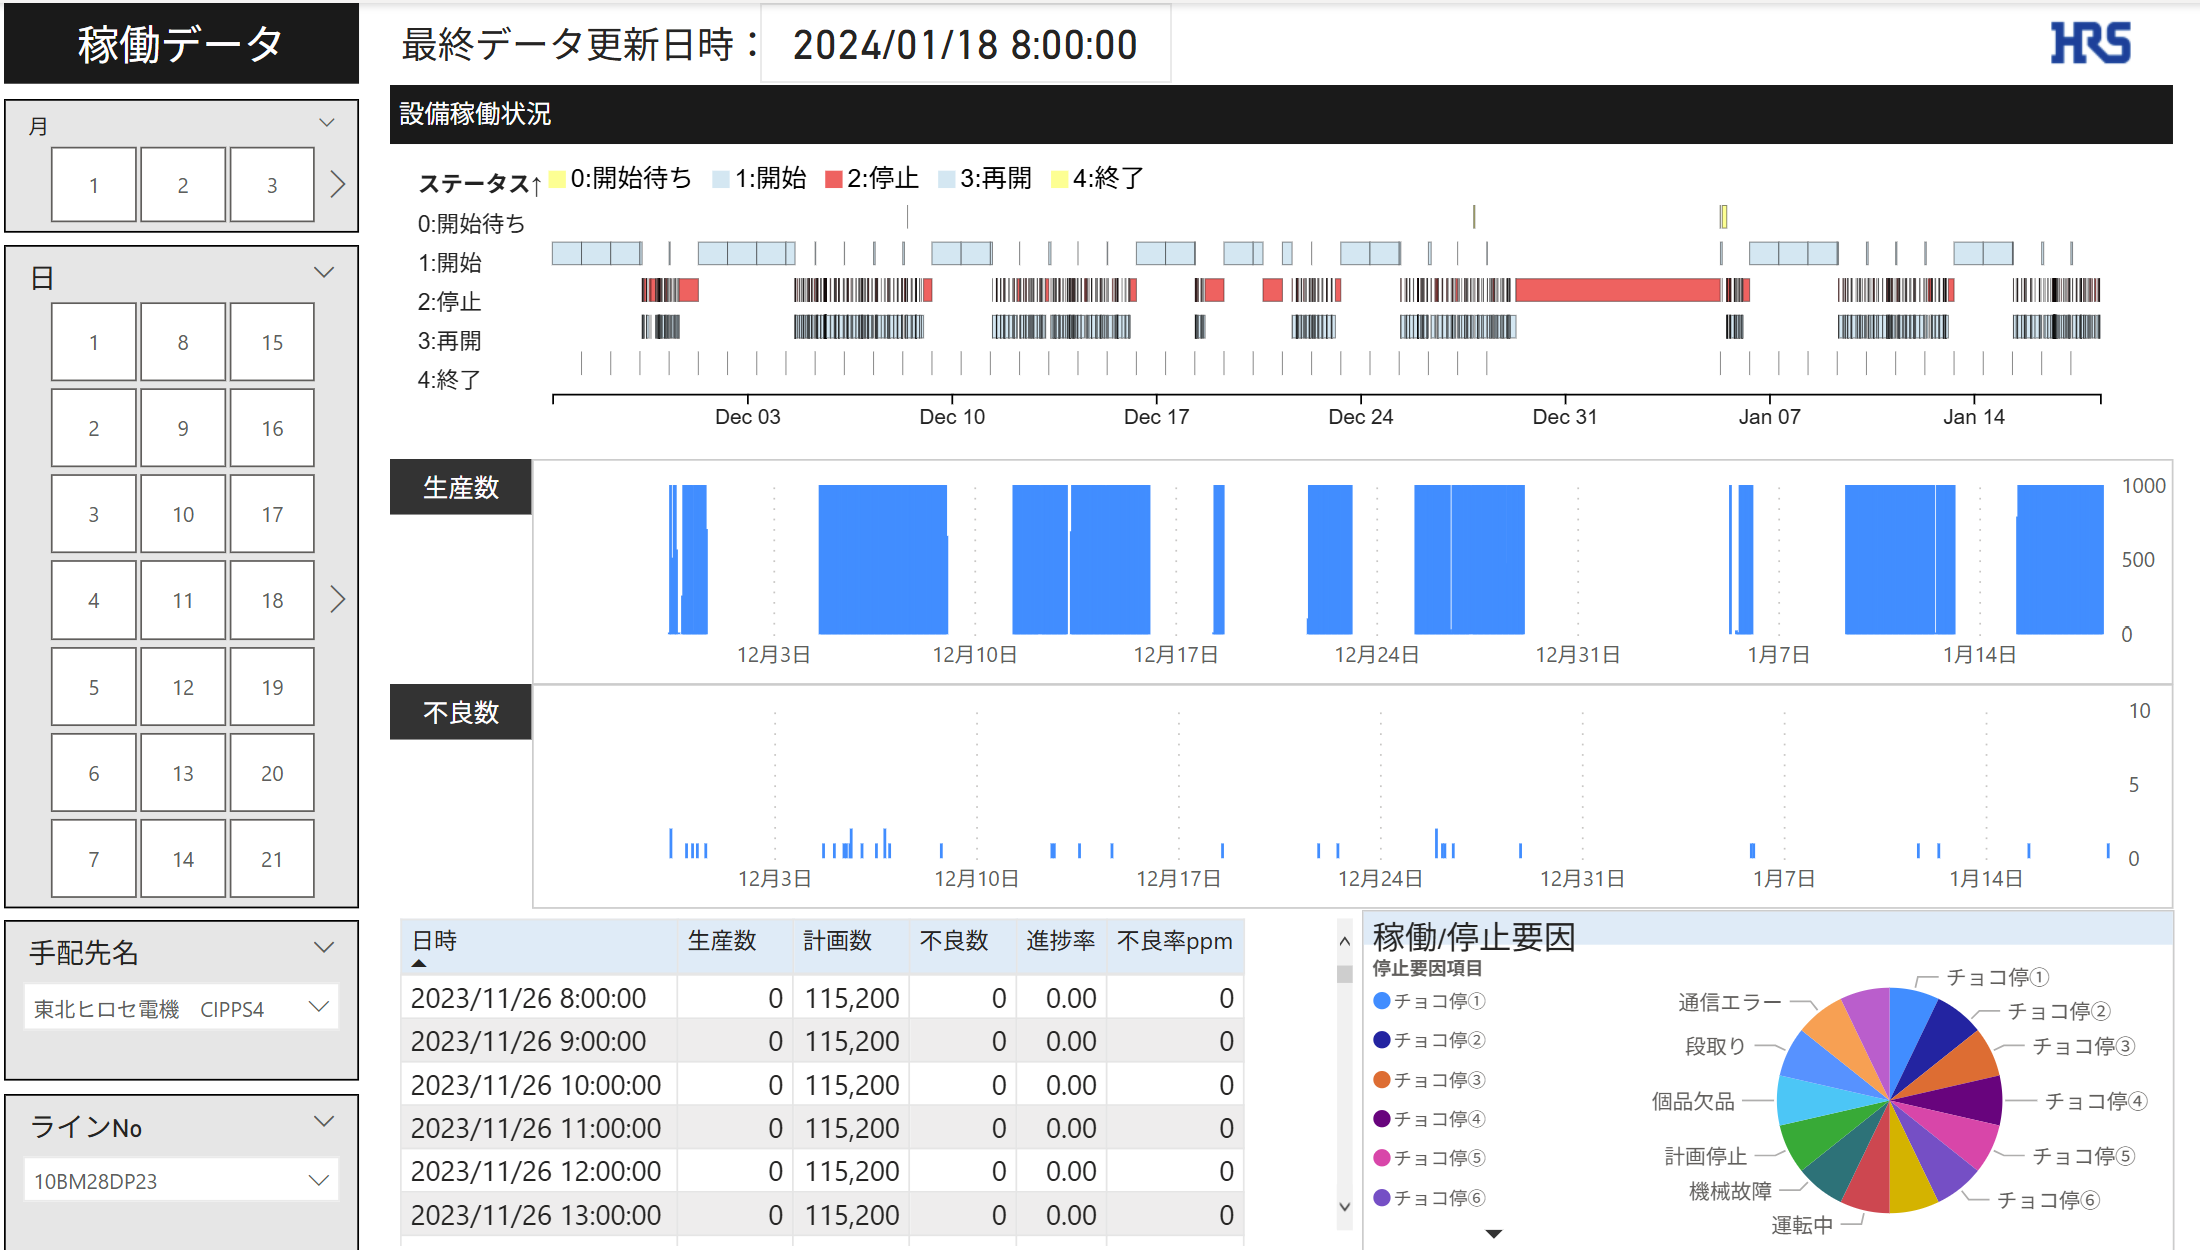 稼働データ
最終データ更新日時： 2024/01/18 8:00:00
HRS
月
1 2 3
日
1 8 15
2 9 16
3 10 17
4 11 18
5 12 19
6 13 20
7 14 21
手配先名
東北ヒロセ電機 CIPPS4
ラインNo
10BM28DP23
設備稼働状況
ステータス↑ 0:開始待ち 1:開始 2:停止 3:再開 4:終了
0:開始待ち
1:開始
2:停止
3:再開
4:終了
Dec 03 Dec 10 Dec 17 Dec 24 Dec 31 Jan 07 Jan 14
生産数
1000
500
0
12月3日 12月10日 12月17日 12月24日 12月31日 1月7日 1月14日
不良数
10
5
0
12月3日 12月10日 12月17日 12月24日 12月31日 1月7日 1月14日
日時 生産数 計画数 不良数 進捗率 不良率ppm
2023/11/26 8:00:00 0 115,200 0 0.00 0
2023/11/26 9:00:00 0 115,200 0 0.00 0
2023/11/26 10:00:00 0 115,200 0 0.00 0
2023/11/26 11:00:00 0 115,200 0 0.00 0
2023/11/26 12:00:00 0 115,200 0 0.00 0
2023/11/26 13:00:00 0 115,200 0 0.00 0
稼働/停止要因
停止要因項目
チョコ停①
チョコ停②
チョコ停③
チョコ停④
チョコ停⑤
チョコ停⑥
チョコ停①
チョコ停②
チョコ停③
チョコ停④
チョコ停⑤
チョコ停⑥
運転中
機械故障
計画停止
個品欠品
段取り
通信エラー